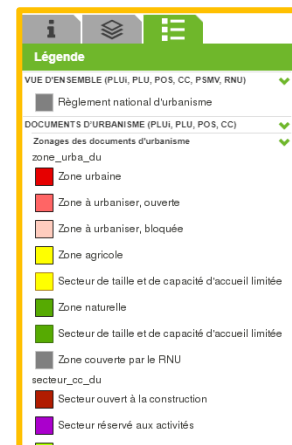 Légende
VUE D'ENSEMBLE (PLUi, PLU, POS, CC, PSMV, RNU)
Règlement national d'urbanisme
DOCUMENTS D'URBANISME (PLUi, PLU, POS, CC)
Zonages des documents d'urbanisme
zone_urba_du
Zone urbaine
Zone à urbaniser, ouverte
Zone à urbaniser, bloquée
Zone agricole
Secteur de taille et de capacité d'accueil limitée
Zone naturelle
Secteur de taille et de capacité d'accueil limitée
Zone couverte par le RNU
secteur_cc_du
Secteur ouvert à la construction
Secteur réservé aux activités